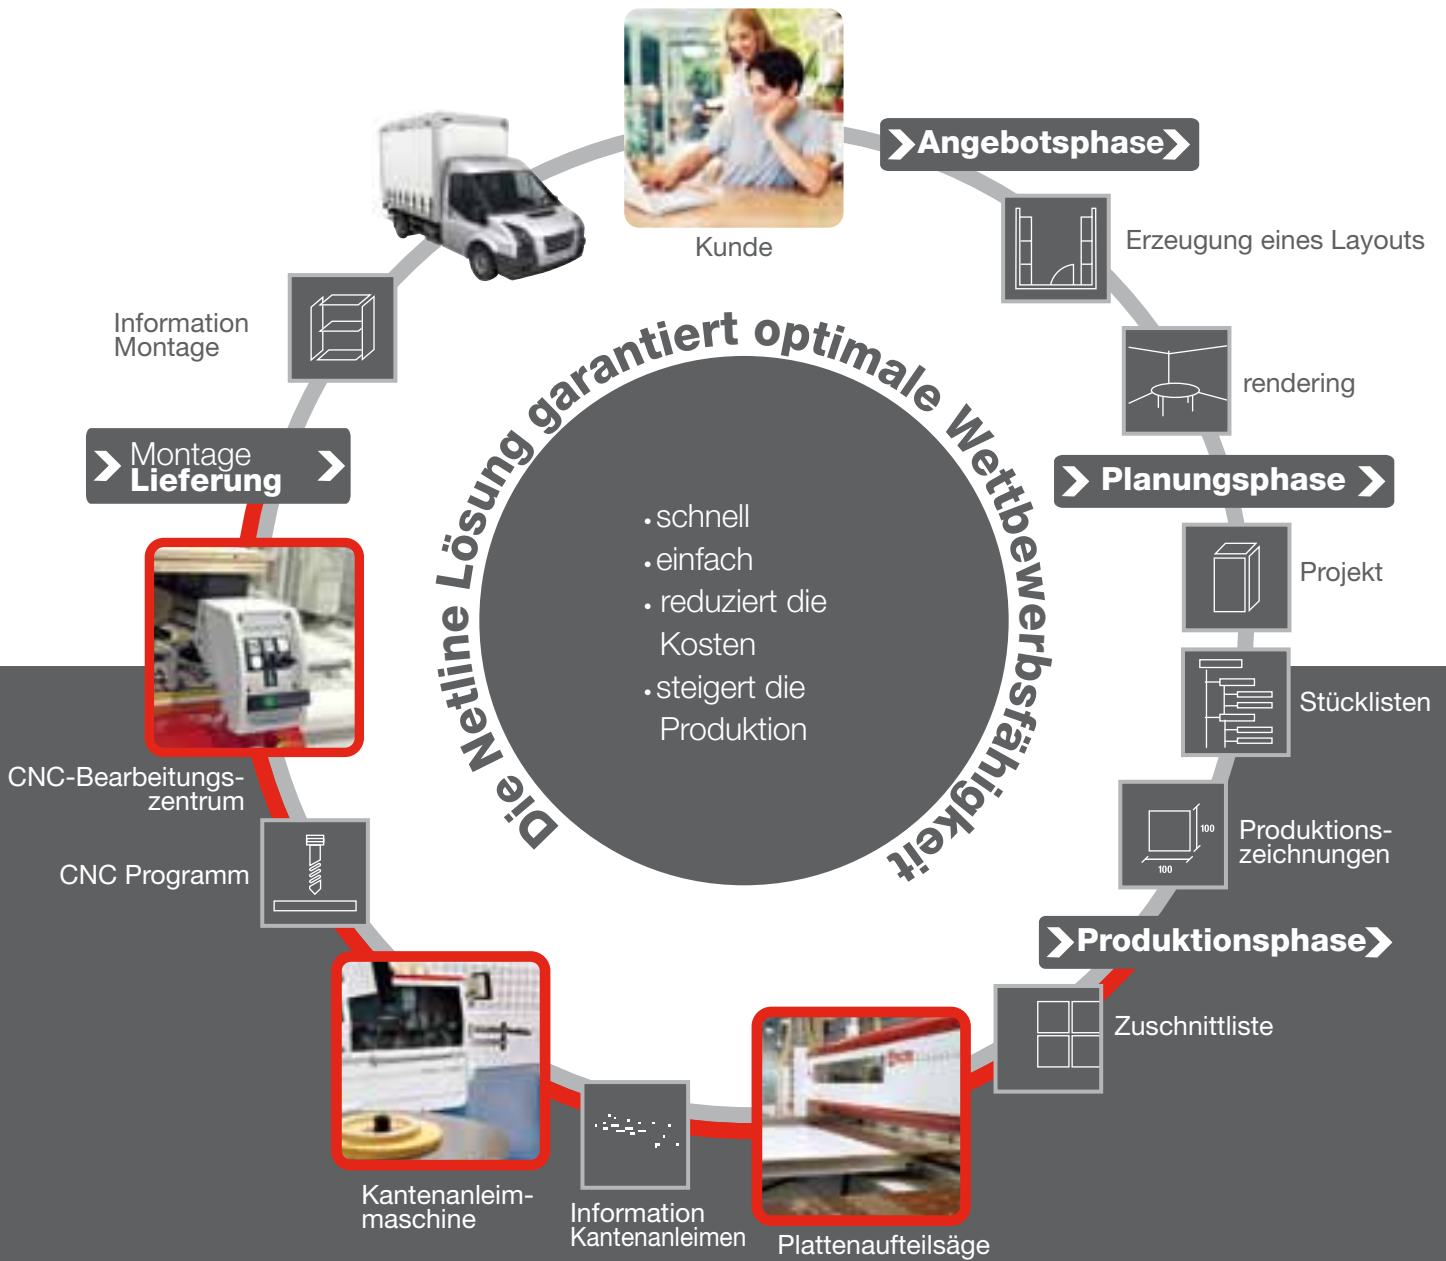 Kunde
Angebotsphase
Erzeugung eines Layouts
rendering
Planungsphase
Projekt
Stücklisten
100
100
Produktions-
zeichnungen
Produktionsphase
Zuschnittliste
Plattenaufteilsäge
Information
Kantenanleimen
Kantenanleim-
maschine
CNC Programm
CNC-Bearbeitungs-
zentrum
Montage
Lieferung
Information
Montage
Die Netline Lösung garantiert optimale Wettbewerbsfähigkeit
• schnell
• einfach
• reduziert die
Kosten
• steigert die
Produktion